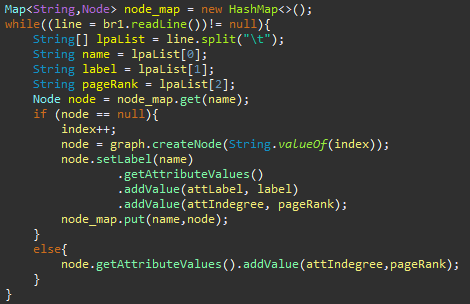 Map<String,Node> node_map = new HashMap<>();
while((line = br1.readLine())!= null){
    String[] lpaList = line.split("\t");
    String name = lpaList[0];
    String label = lpaList[1];
    String pageRank = lpaList[2];
    Node node = node_map.get(name);
    if (node == null){
        index++;
        node = graph.createNode(String.valueOf(index));
        node.setLabel(name)
                .getAttributeValues()
                .addValue(attLabel, label)
                .addValue(attIndegree, pageRank);
        node_map.put(name,node);
    }
    else{
        node.getAttributeValues().addValue(attIndegree,pageRank);
    }
}